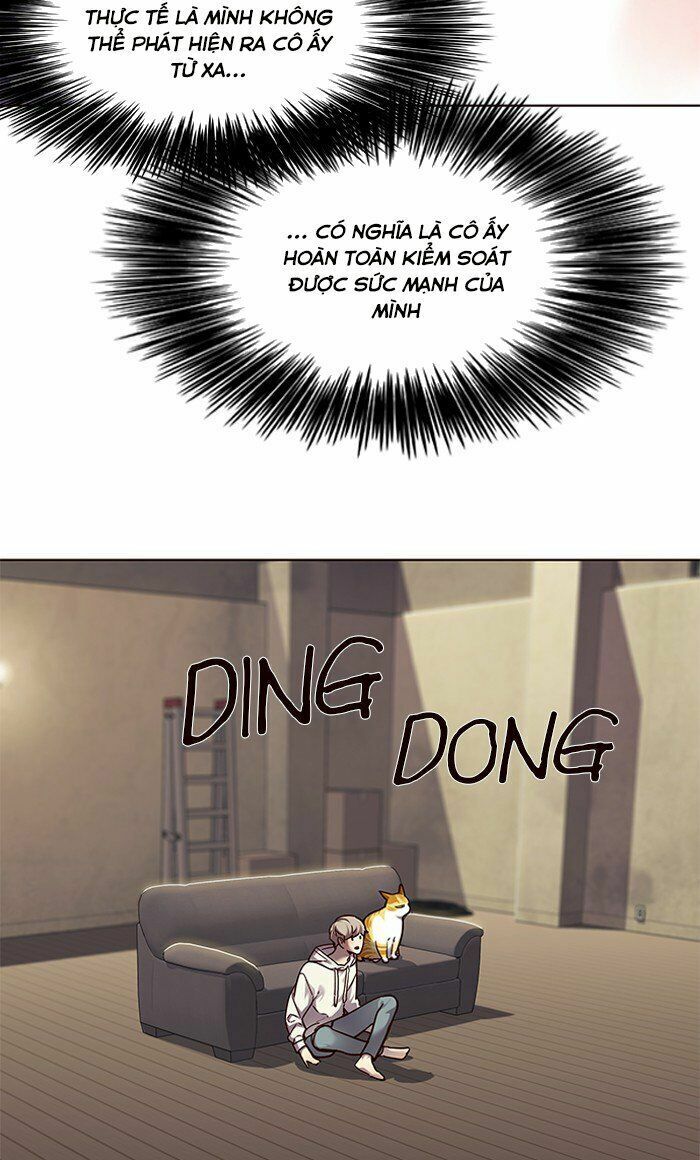 THỰC TẾ LÀ MÌNH KHÔNG
THỂ PHÁT HIỆN RA CÔ ẤY
TỪ XA...
... CÓ NGHĨA LÀ CÔ ẤY
HOÀN TOÀN KIỂM SOÁT
ĐƯỢC SỨC MẠNH CỦA
MÌNH
DING
DONG